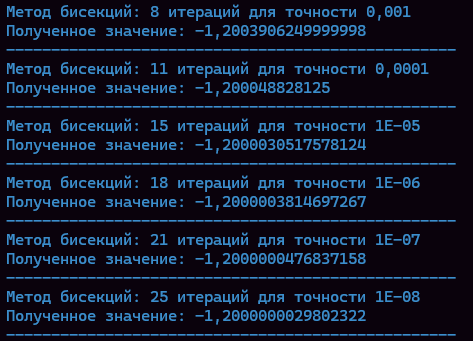 Метод бисекций: 8 итераций для точности 0,001
Полученное значение: -1,2003906249999998
--------------------------------------------------
Метод бисекций: 11 итераций для точности 0,0001
Полученное значение: -1,200048828125
--------------------------------------------------
Метод бисекций: 15 итераций для точности 1E-05
Полученное значение: -1,2000030517578124
--------------------------------------------------
Метод бисекций: 18 итераций для точности 1E-06
Полученное значение: -1,2000003814697267
--------------------------------------------------
Метод бисекций: 21 итераций для точности 1E-07
Полученное значение: -1,2000000476837158
--------------------------------------------------
Метод бисекций: 25 итераций для точности 1E-08
Полученное значение: -1,2000000029802322
--------------------------------------------------